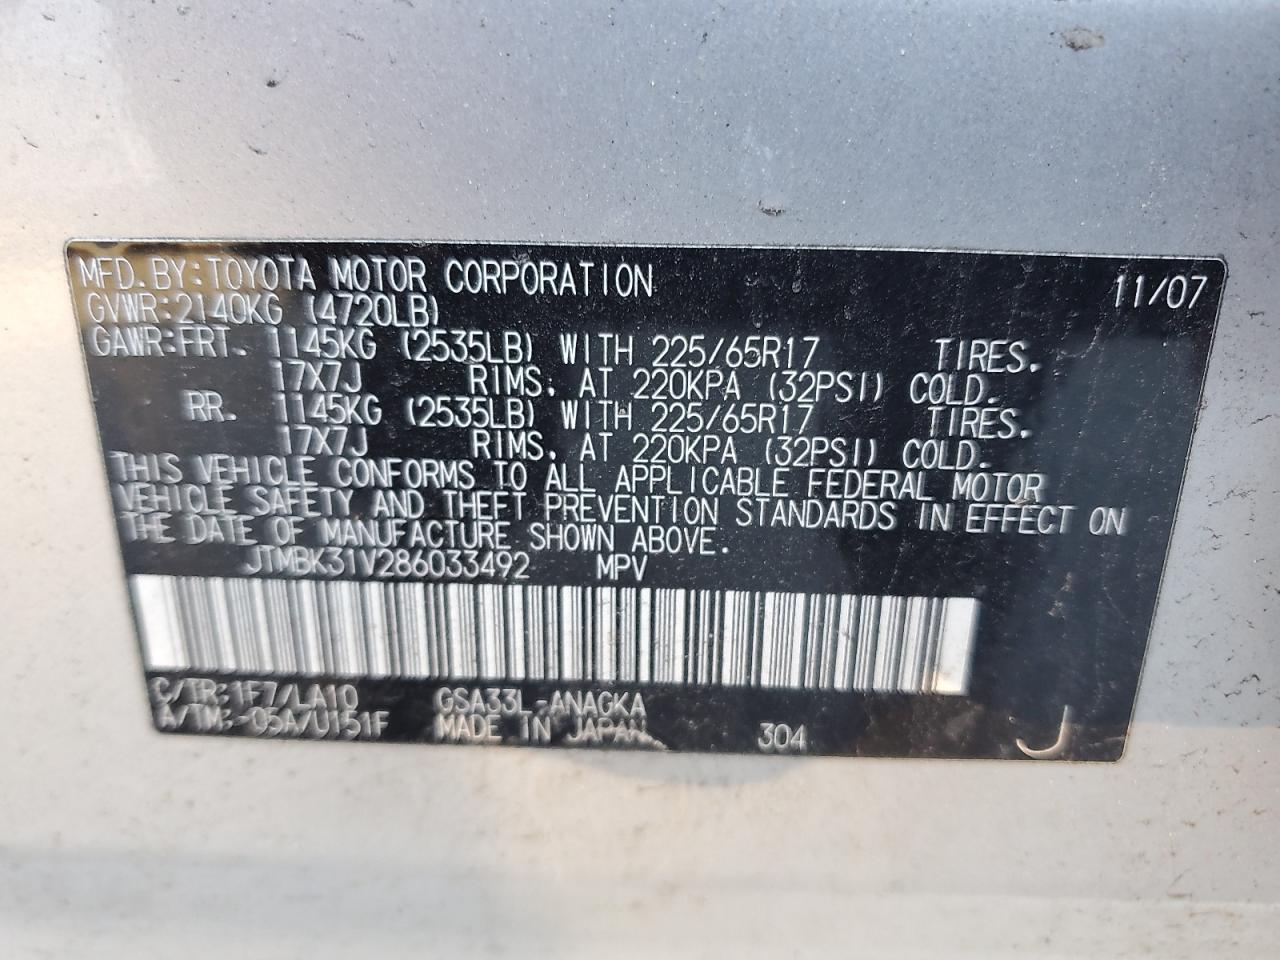 MFD.BY:TOYOTA MOTOR CORPORATION 11/07
GVWR:2140KG (4720LB)
GAWR:FRT. 1145KG (2535LB) WITH 225/65R17 TIRES.
17X7J RIMS, AT 220KPA (32PSI) COLD.
RR. 1145KG (2535LB) WITH 225/65R17 TIRES.
17X7J RIMS, AT 220KPA (32PSI) COLD.
THIS VEHICLE CONFORMS TO ALL APPLICABLE FEDERAL MOTOR
VEHICLE SAFETY AND THEFT PREVENTION STANDARDS IN EFFECT ON
THE DATE OF MANUFACTURE SHOWN ABOVE.
JTMBK31V286033492 MPV
C/TR:1F7/LA10 GSA33L-ANAGKA
A/TM:-05A/U151F MADE IN JAPAN 304 J